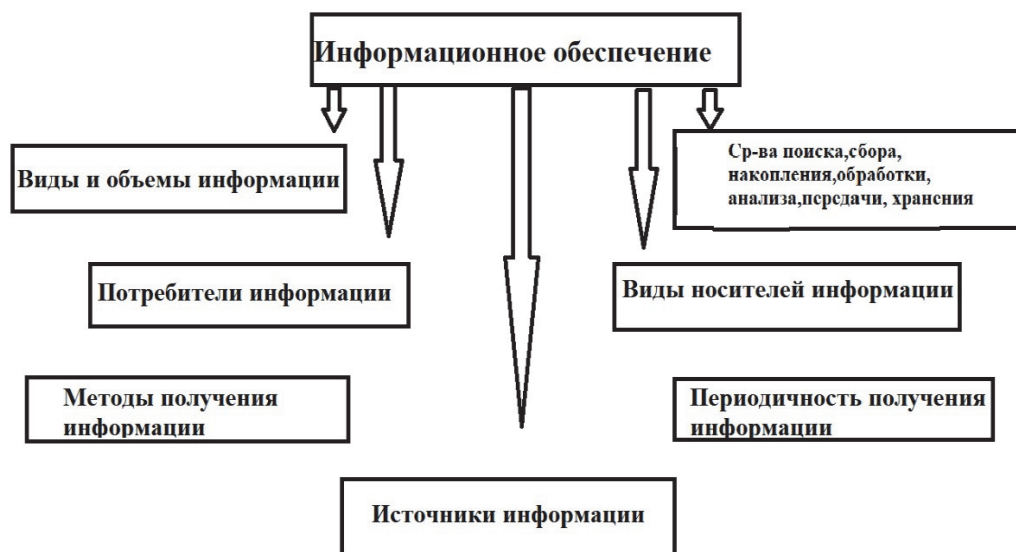 Информационное обеспечение
Виды и объемы информации
Ср-ва поиска,сбора,
накопления,обработки,
анализа,передачи, хранения
Потребители информации
Виды носителей информации
Методы получения
информации
Периодичность получения
информации
Источники информации